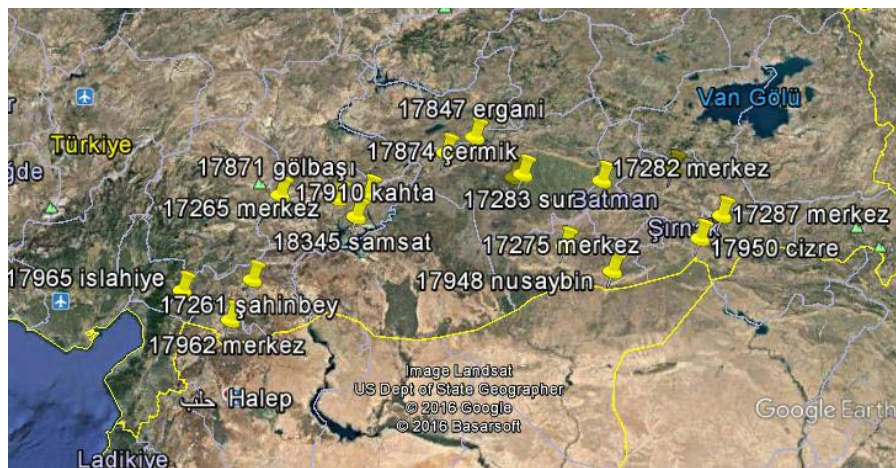 17847 ergani
Van Gölü
Türkiye
17874 çermik
17871 gölbaşı
17282 merkez
17910 kahta
17265 merkez
17283 sur
Batman
17287 merkez
Şırnak
18345 samsat
17275 merkez
17950 cizre
17965 islahiye
17948 nusaybin
17261 şahinbey
17962 merkez
Image Landsat
US Dept of State Geographer
© 2016 Google
© 2016 Basarsoft
حلب Halep
Google Earth
Ladikiye